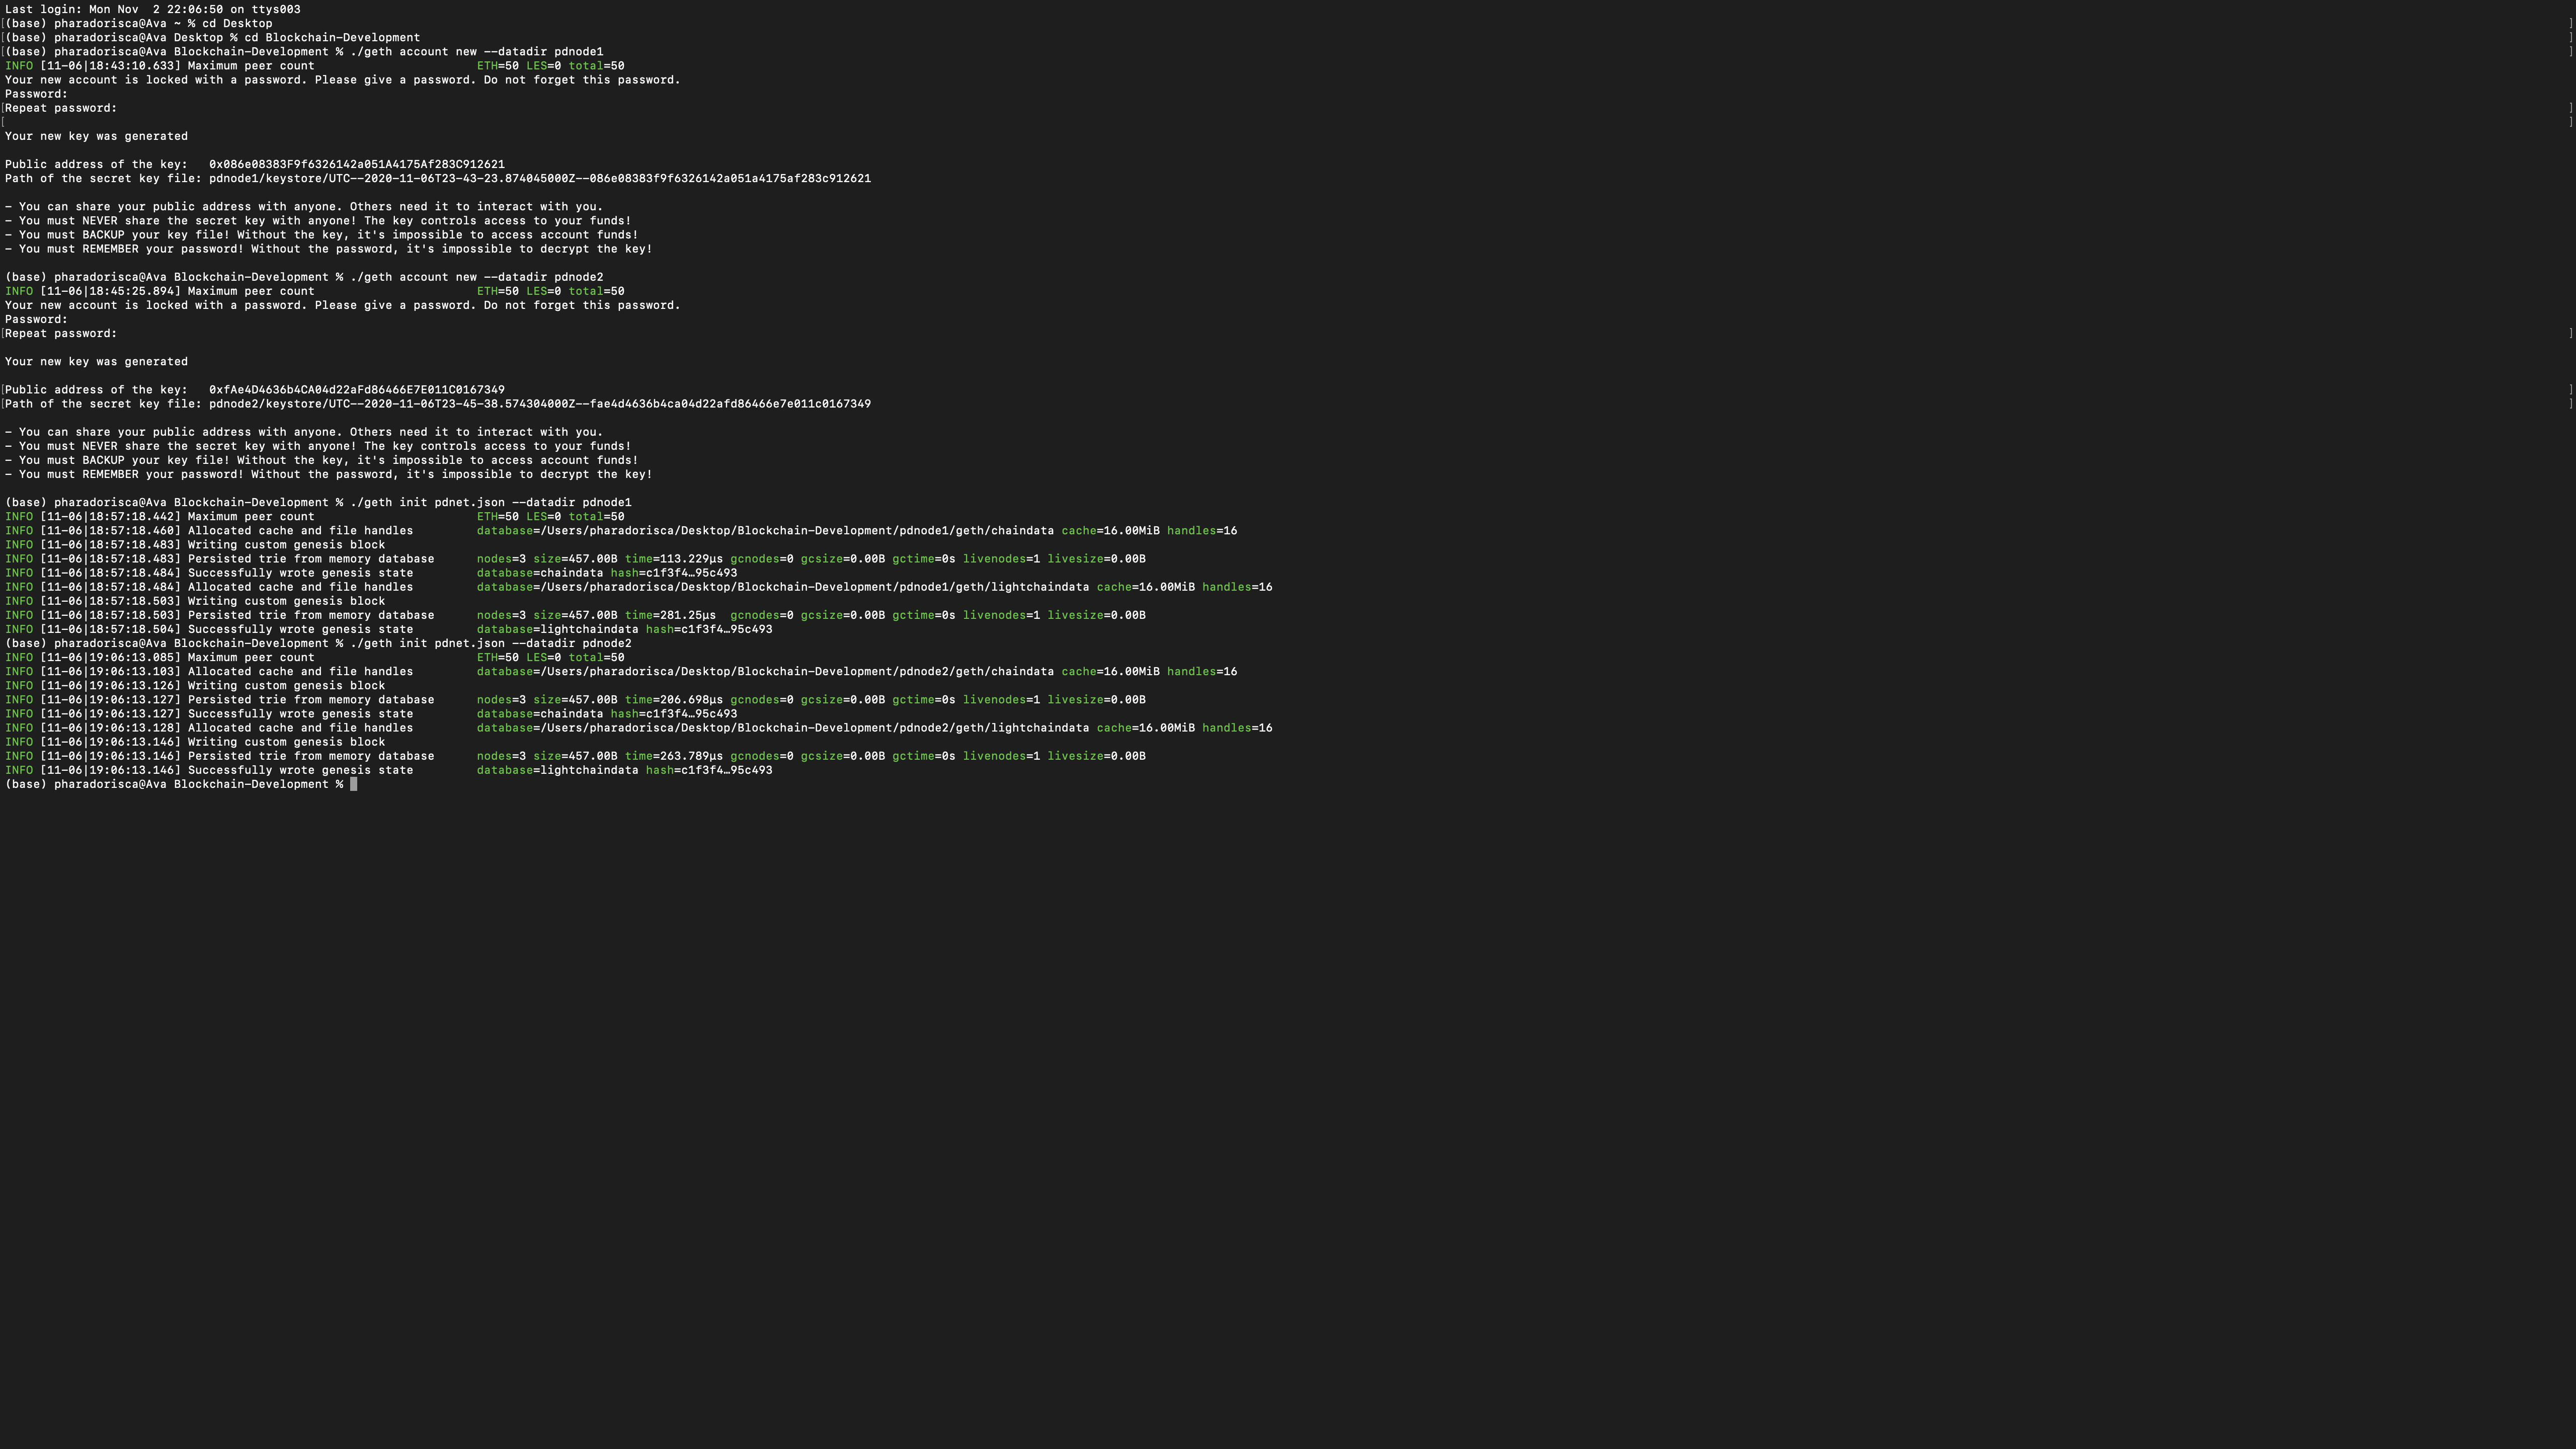 Last login: Mon Nov  2 22:06:50 on ttys003
[(base) pharadorisca@Ava ~ % cd Desktop ]
[(base) pharadorisca@Ava Desktop % cd Blockchain-Development ]
[(base) pharadorisca@Ava Blockchain-Development % ./geth account new --datadir pdnode1 ]
INFO [11-06|18:43:10.633] Maximum peer count                       ETH=50 LES=0 total=50
Your new account is locked with a password. Please give a password. Do not forget this password.
Password:
[Repeat password: ]
[ ]
Your new key was generated

Public address of the key:   0x086e08383F9f6326142a051A4175Af283C912621
Path of the secret key file: pdnode1/keystore/UTC--2020-11-06T23-43-23.874045000Z--086e08383f9f6326142a051a4175af283c912621

- You can share your public address with anyone. Others need it to interact with you.
- You must NEVER share the secret key with anyone! The key controls access to your funds!
- You must BACKUP your key file! Without the key, it's impossible to access account funds!
- You must REMEMBER your password! Without the password, it's impossible to decrypt the key!

(base) pharadorisca@Ava Blockchain-Development % ./geth account new --datadir pdnode2
INFO [11-06|18:45:25.894] Maximum peer count                       ETH=50 LES=0 total=50
Your new account is locked with a password. Please give a password. Do not forget this password.
Password:
[Repeat password: ]

Your new key was generated

[Public address of the key:   0xfAe4D4636b4CA04d22aFd86466E7E011C0167349 ]
[Path of the secret key file: pdnode2/keystore/UTC--2020-11-06T23-45-38.574304000Z--fae4d4636b4ca04d22afd86466e7e011c0167349 ]

- You can share your public address with anyone. Others need it to interact with you.
- You must NEVER share the secret key with anyone! The key controls access to your funds!
- You must BACKUP your key file! Without the key, it's impossible to access account funds!
- You must REMEMBER your password! Without the password, it's impossible to decrypt the key!

(base) pharadorisca@Ava Blockchain-Development % ./geth init pdnet.json --datadir pdnode1
INFO [11-06|18:57:18.442] Maximum peer count                       ETH=50 LES=0 total=50
INFO [11-06|18:57:18.460] Allocated cache and file handles         database=/Users/pharadorisca/Desktop/Blockchain-Development/pdnode1/geth/chaindata cache=16.00MiB handles=16
INFO [11-06|18:57:18.483] Writing custom genesis block
INFO [11-06|18:57:18.483] Persisted trie from memory database      nodes=3 size=457.00B time=113.229µs gcnodes=0 gcsize=0.00B gctime=0s livenodes=1 livesize=0.00B
INFO [11-06|18:57:18.484] Successfully wrote genesis state         database=chaindata hash=c1f3f4…95c493
INFO [11-06|18:57:18.484] Allocated cache and file handles         database=/Users/pharadorisca/Desktop/Blockchain-Development/pdnode1/geth/lightchaindata cache=16.00MiB handles=16
INFO [11-06|18:57:18.503] Writing custom genesis block
INFO [11-06|18:57:18.503] Persisted trie from memory database      nodes=3 size=457.00B time=281.25µs  gcnodes=0 gcsize=0.00B gctime=0s livenodes=1 livesize=0.00B
INFO [11-06|18:57:18.504] Successfully wrote genesis state         database=lightchaindata hash=c1f3f4…95c493
(base) pharadorisca@Ava Blockchain-Development % ./geth init pdnet.json --datadir pdnode2
INFO [11-06|19:06:13.085] Maximum peer count                       ETH=50 LES=0 total=50
INFO [11-06|19:06:13.103] Allocated cache and file handles         database=/Users/pharadorisca/Desktop/Blockchain-Development/pdnode2/geth/chaindata cache=16.00MiB handles=16
INFO [11-06|19:06:13.126] Writing custom genesis block
INFO [11-06|19:06:13.127] Persisted trie from memory database      nodes=3 size=457.00B time=206.698µs gcnodes=0 gcsize=0.00B gctime=0s livenodes=1 livesize=0.00B
INFO [11-06|19:06:13.127] Successfully wrote genesis state         database=chaindata hash=c1f3f4…95c493
INFO [11-06|19:06:13.128] Allocated cache and file handles         database=/Users/pharadorisca/Desktop/Blockchain-Development/pdnode2/geth/lightchaindata cache=16.00MiB handles=16
INFO [11-06|19:06:13.146] Writing custom genesis block
INFO [11-06|19:06:13.146] Persisted trie from memory database      nodes=3 size=457.00B time=263.789µs gcnodes=0 gcsize=0.00B gctime=0s livenodes=1 livesize=0.00B
INFO [11-06|19:06:13.146] Successfully wrote genesis state         database=lightchaindata hash=c1f3f4…95c493
(base) pharadorisca@Ava Blockchain-Development %